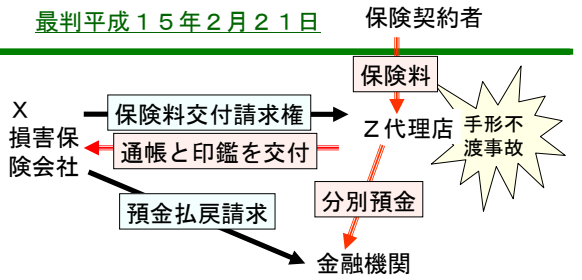 最判平成15年2月21日
保険契約者
保険料
X
損害保
険会社
保険料交付請求権
通帳と印鑑を交付
Z代理店
手形不
渡事故
分別預金
預金払戻請求
金融機関